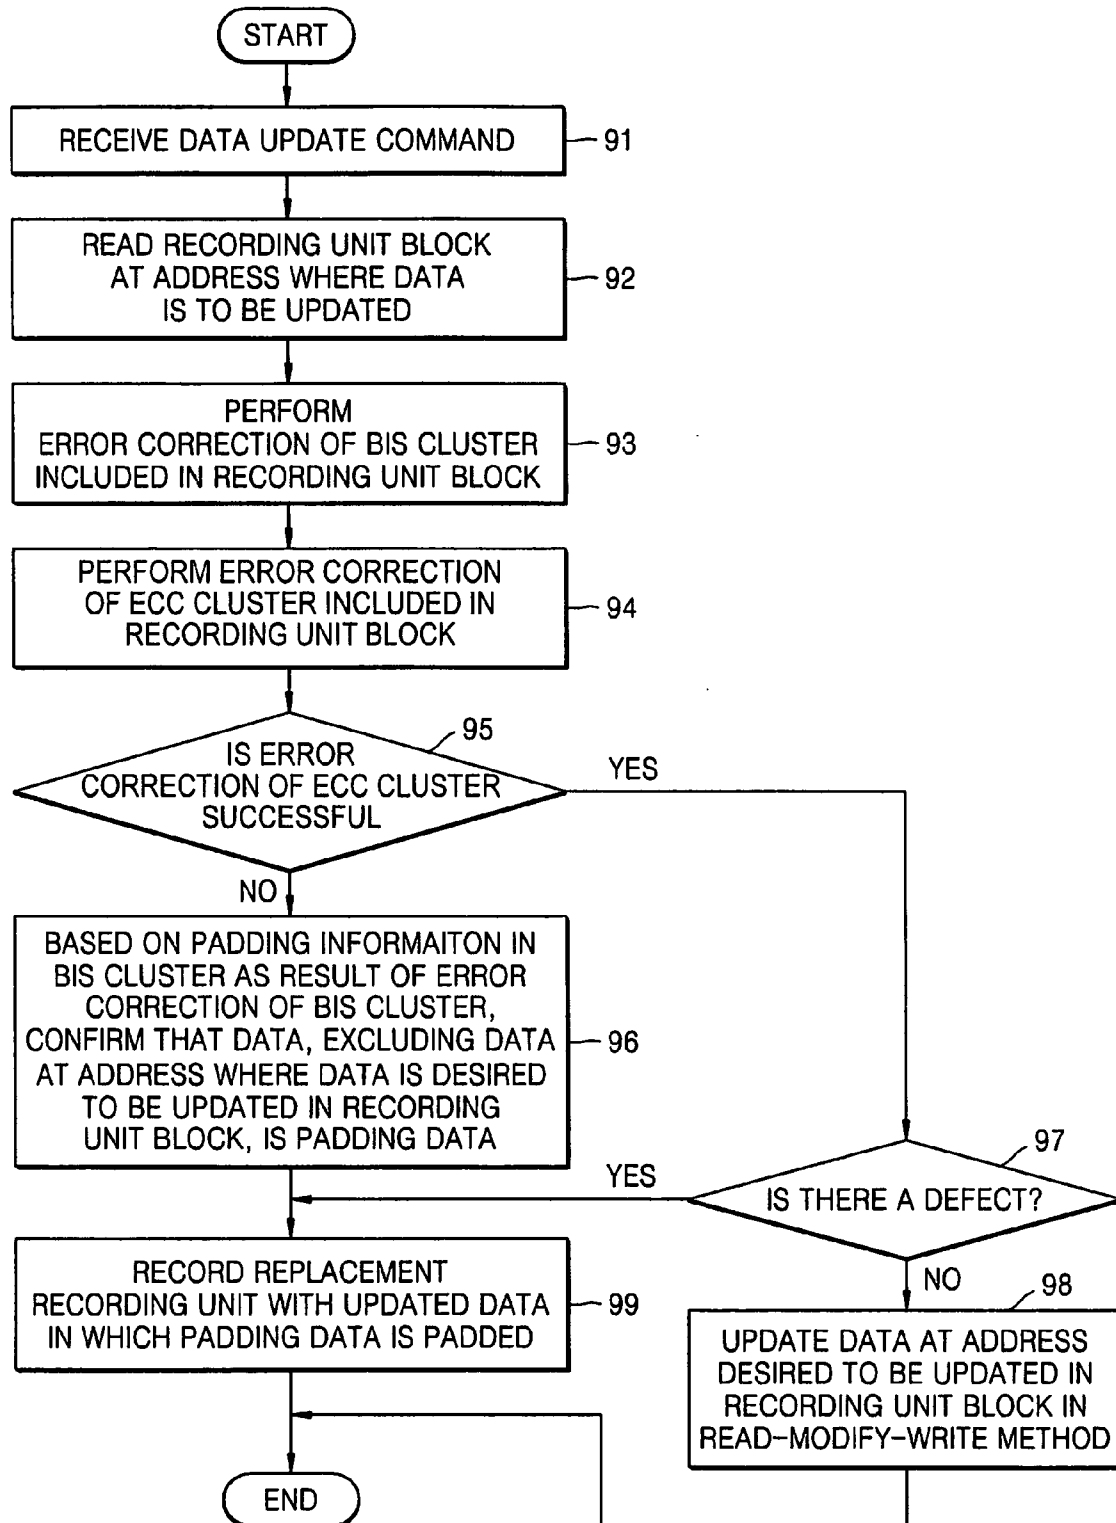 START
RECEIVE DATA UPDATE COMMAND
91
READ RECORDING UNIT BLOCK
AT ADDRESS WHERE DATA
IS TO BE UPDATED
92
PERFORM
ERROR CORRECTION OF BIS CLUSTER
INCLUDED IN RECORDING UNIT BLOCK
93
PERFORM ERROR CORRECTION
OF ECC CLUSTER INCLUDED IN
RECORDING UNIT BLOCK
94
95
IS ERROR
CORRECTION OF ECC CLUSTER
SUCCESSFUL
YES
NO
BASED ON PADDING INFORMAITON IN
BIS CLUSTER AS RESULT OF ERROR
CORRECTION OF BIS CLUSTER,
CONFIRM THAT DATA, EXCLUDING DATA
AT ADDRESS WHERE DATA IS DESIRED
TO BE UPDATED IN RECORDING
UNIT BLOCK, IS PADDING DATA
96
97
IS THERE A DEFECT?
YES
NO
RECORD REPLACEMENT
RECORDING UNIT WITH UPDATED DATA
IN WHICH PADDING DATA IS PADDED
99
98
UPDATE DATA AT ADDRESS
DESIRED TO BE UPDATED IN
RECORDING UNIT BLOCK IN
READ-MODIFY-WRITE METHOD
END